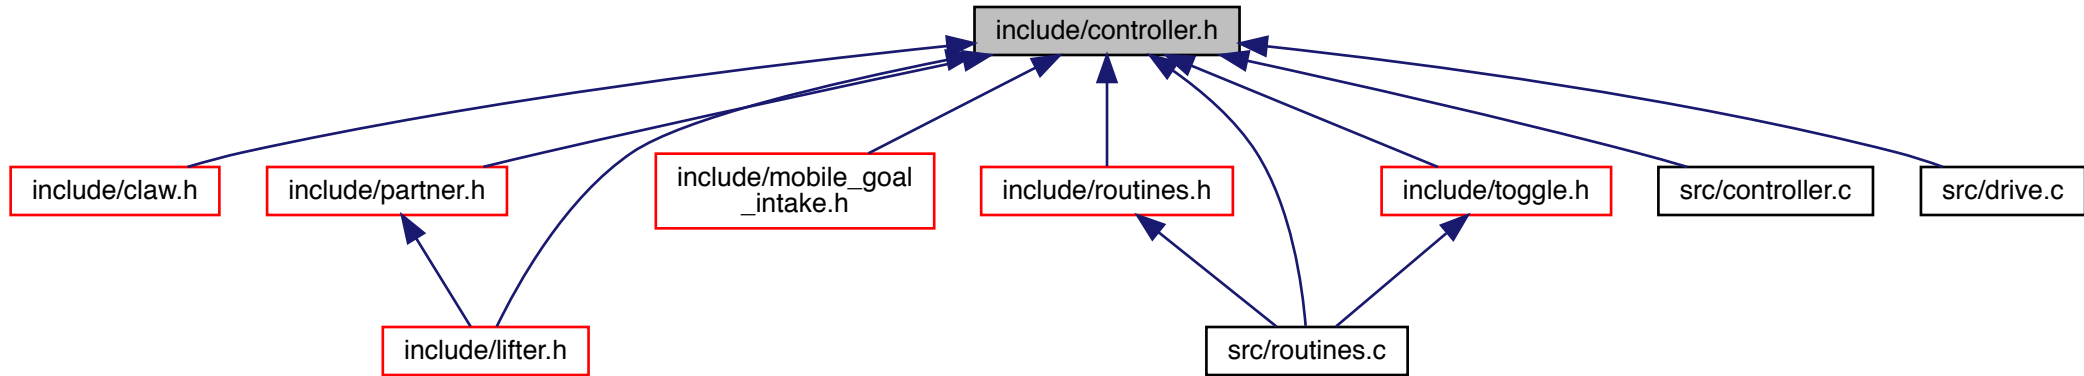 include/controller.h
include/claw.h
include/partner.h
include/mobile_goal
_intake.h
include/routines.h
include/toggle.h
src/controller.c
src/drive.c
include/lifter.h
src/routines.c